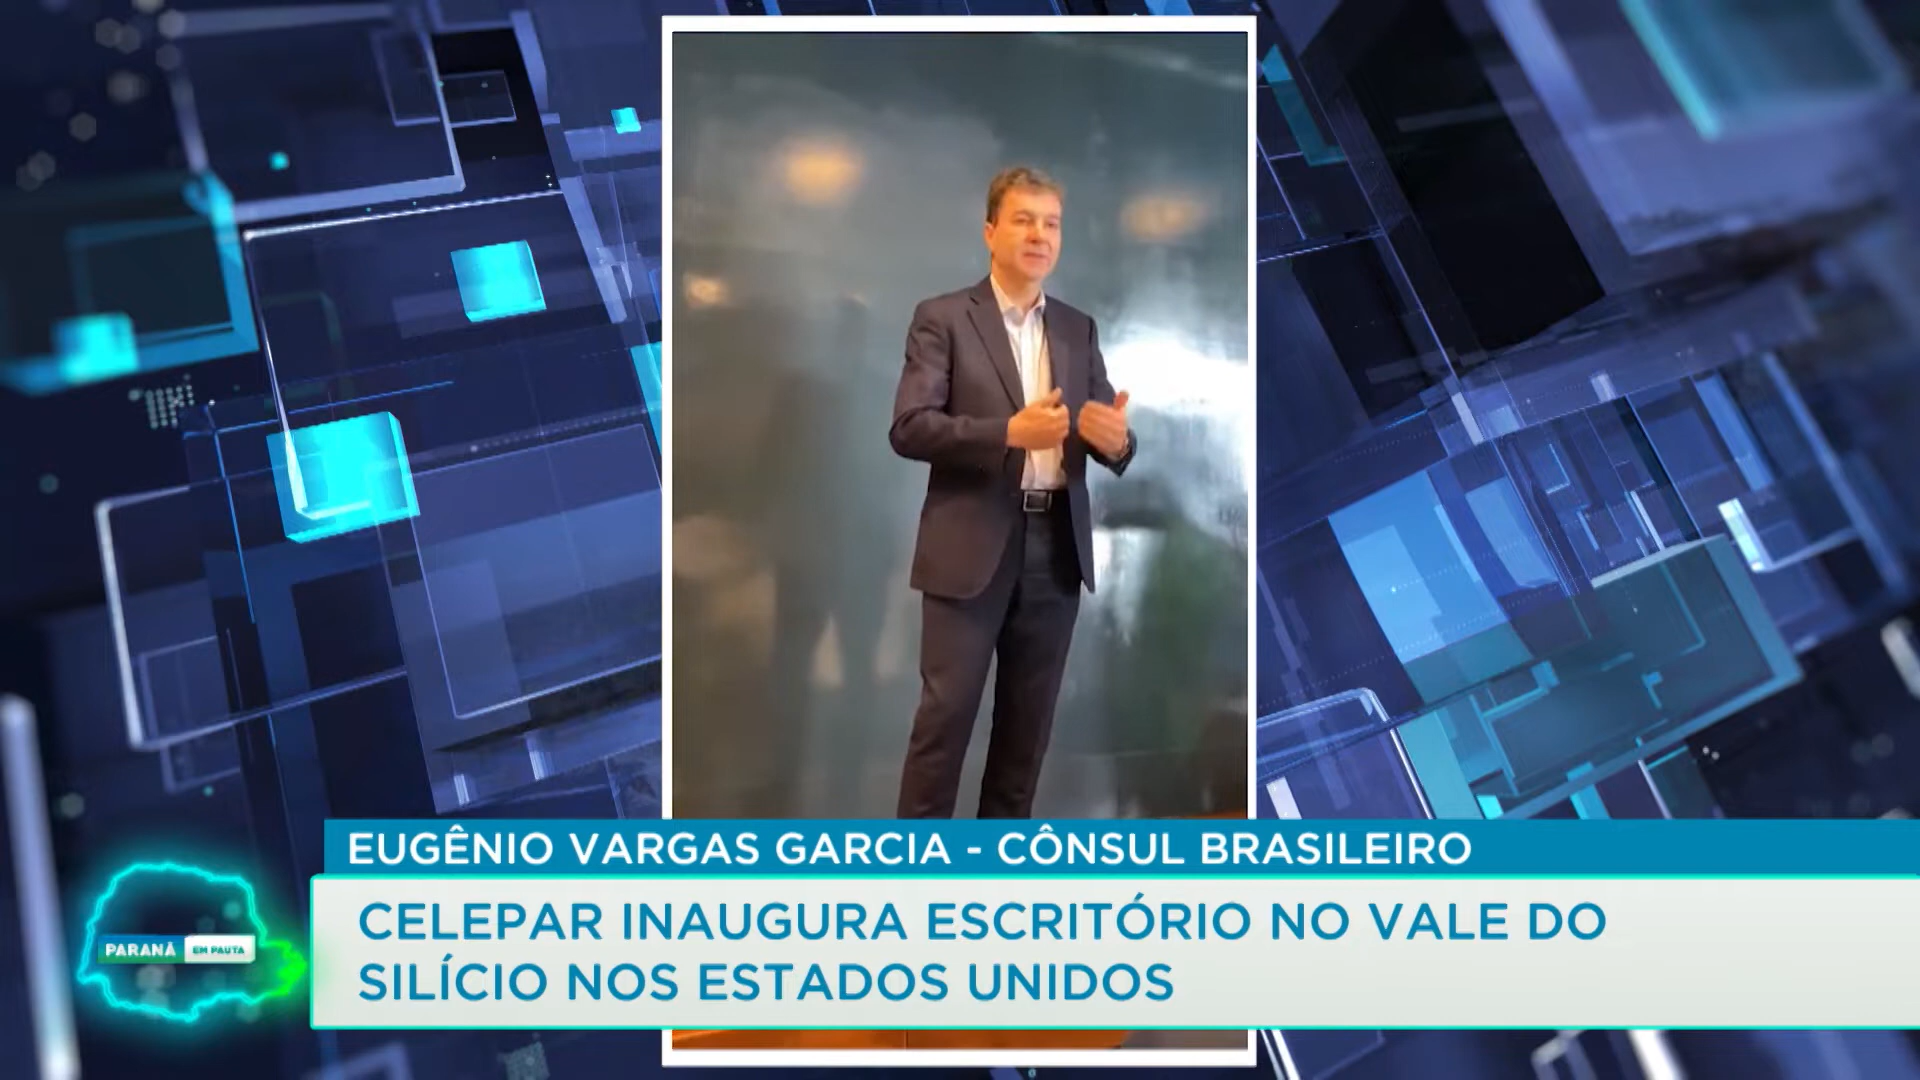 EUGÊNIO VARGAS GARCIA - CÔNSUL BRASILEIRO
CELEPAR INAUGURA ESCRITÓRIO NO VALE DO
SILÍCIO NOS ESTADOS UNIDOS
PARANÁ EM PAUTA